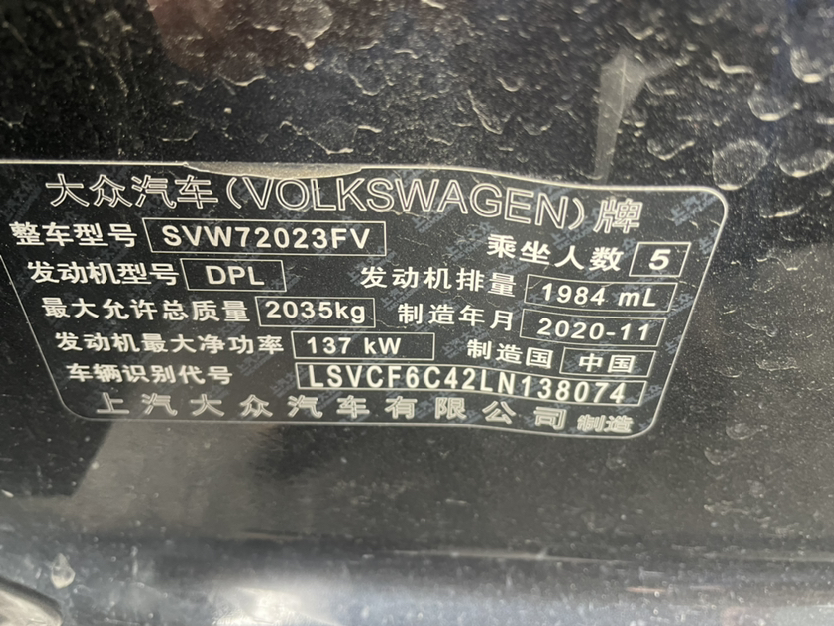 大众汽车(VOLKSWAGEN)牌
整车型号 SVW72023FV 乘坐人数 5
发动机型号 DPL 发动机排量 1984 mL
最大允许总质量 2035kg 制造年月 2020-11
发动机最大净功率 137 kW 制造国 中国
车辆识别代号 LSVCF6C42LN138074
上汽大众汽车有限公司 制造